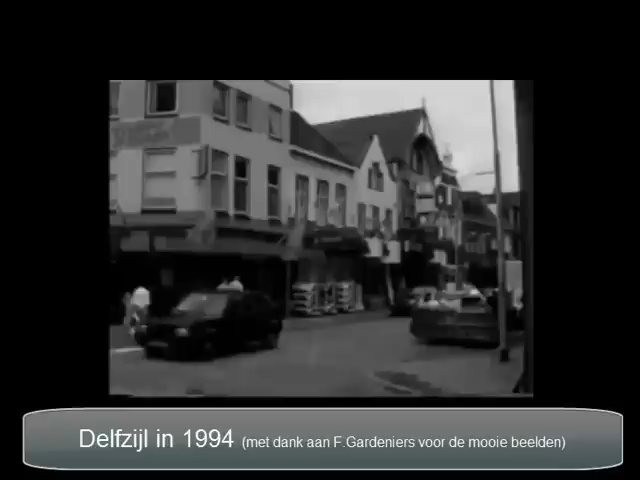 Delfzijl in 1994 (met dank aan F.Gardeniers voor de mooie beelden)